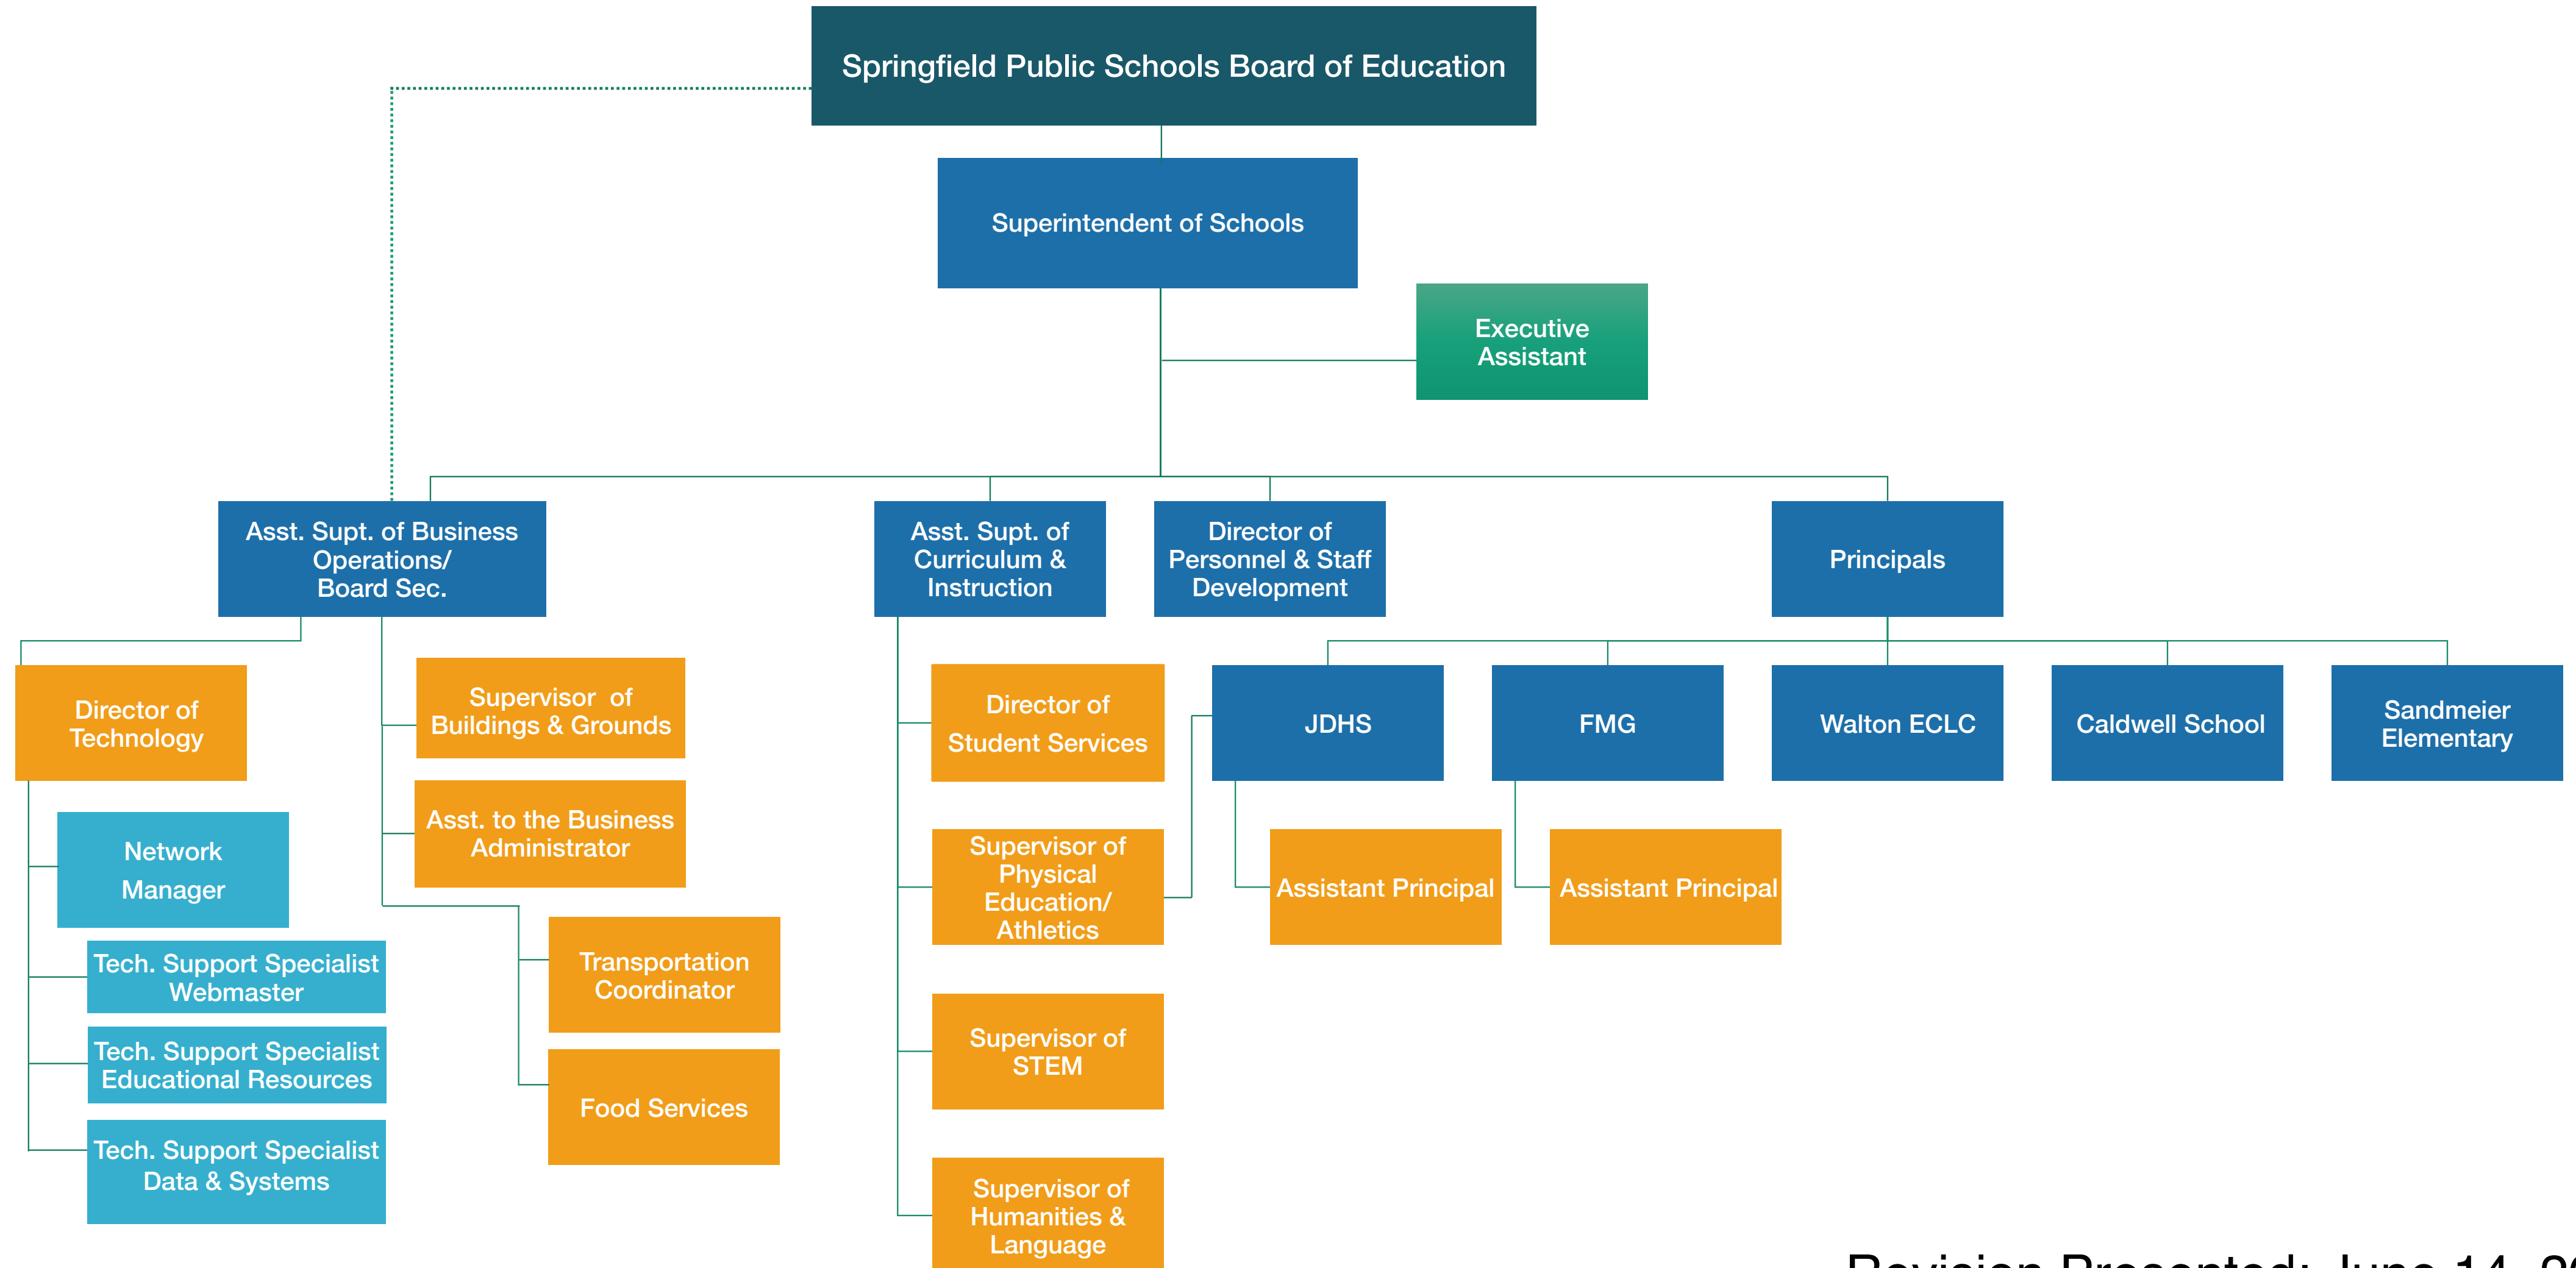 Springfield Public Schools Board of Education
Superintendent of Schools
Executive
Assistant
Asst. Supt. of Business
Operations/
Board Sec.
Asst. Supt. of
Curriculum &
Instruction
Director of
Personnel & Staff
Development
Principals
Director of
Technology
Supervisor of
Buildings & Grounds
Director of
Student Services
JDHS
FMG
Walton ECLC
Caldwell School
Sandmeier
Elementary
Network
Manager
Asst. to the Business
Administrator
Supervisor of
Physical
Education/
Athletics
Assistant Principal
Assistant Principal
Tech. Support Specialist
Webmaster
Transportation
Coordinator
Tech. Support Specialist
Educational Resources
Supervisor of
STEM
Food Services
Tech. Support Specialist
Data & Systems
Supervisor of
Humanities &
Language
Revision Presented: June 14,